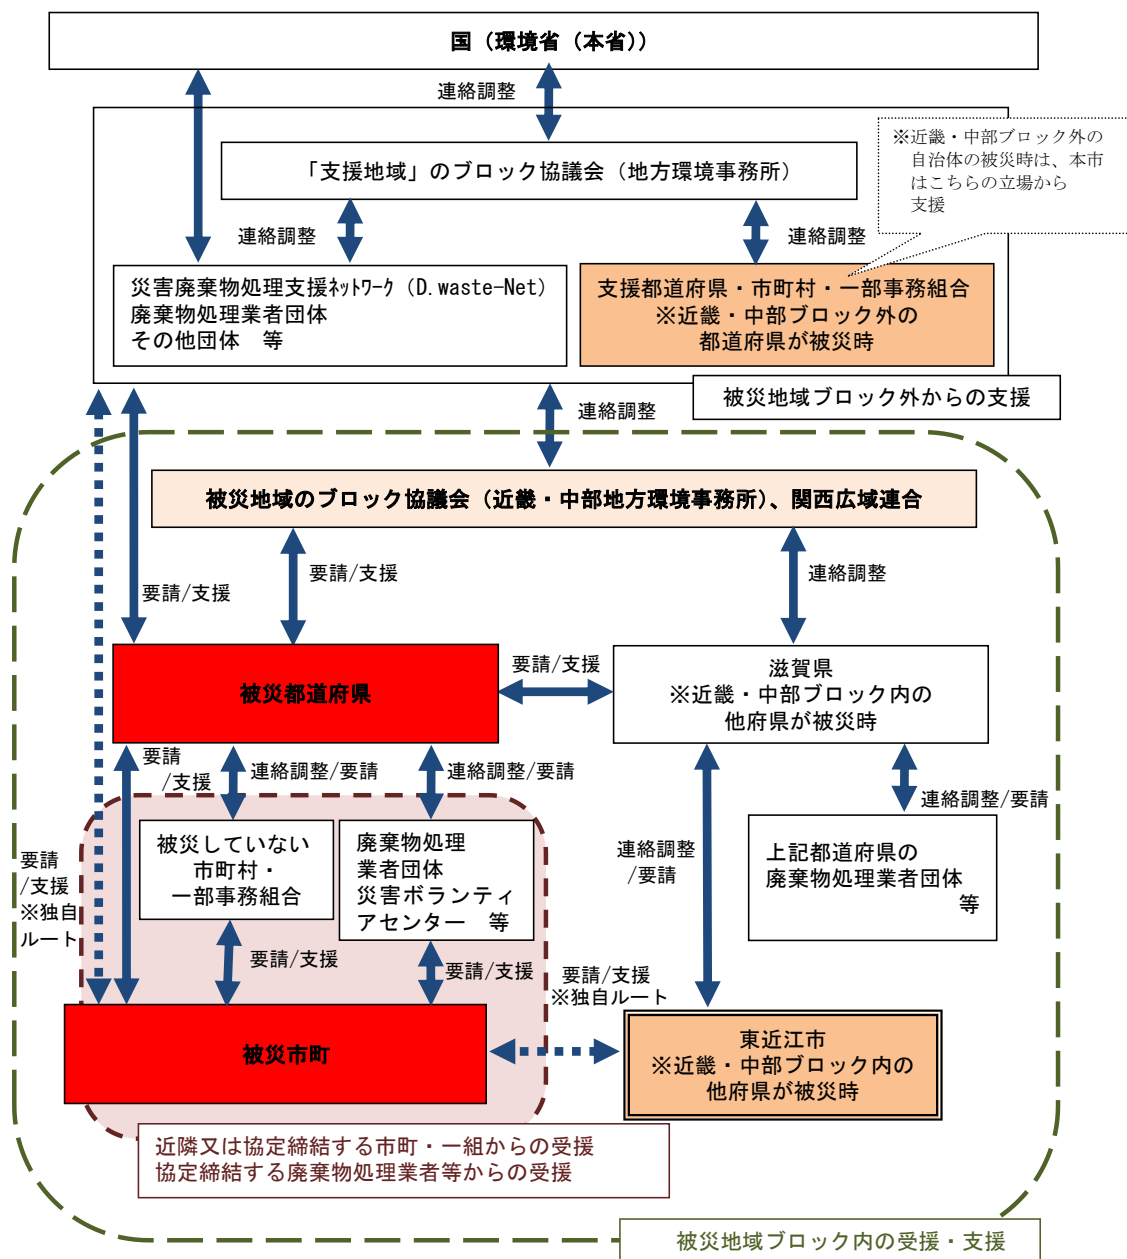 国（環境省（本省））
連絡調整
※近畿・中部ブロック外の
自治体の被災時は、本市
はこちらの立場から
支援
「支援地域」のブロック協議会（地方環境事務所）
連絡調整
連絡調整
災害廃棄物処理支援ﾈｯﾄﾜｰｸ（D.waste-Net）
廃棄物処理業者団体
その他団体　等
支援都道府県・市町村・一部事務組合
※近畿・中部ブロック外の
都道府県が被災時
被災地域ブロック外からの支援
連絡調整
被災地域のブロック協議会（近畿・中部地方環境事務所）、関西広域連合
要請/支援
要請/支援
連絡調整
被災都道府県
要請/支援
滋賀県
※近畿・中部ブロック内の
他府県が被災時
要請
/支援
連絡調整/要請
連絡調整/要請
連絡調整/要請
被災していない
市町村・
一部事務組合
廃棄物処理
業者団体
災害ボランティ
アセンター　等
連絡調整
/要請
上記都道府県の
廃棄物処理業者団体
等
要請
/支援
※独自
ルート
要請/支援
要請/支援
要請/支援
※独自ルート
被災市町
東近江市
※近畿・中部ブロック内の
他府県が被災時
近隣又は協定締結する市町・一組からの受援
協定締結する廃棄物処理業者等からの受援
被災地域ブロック内の受援・支援